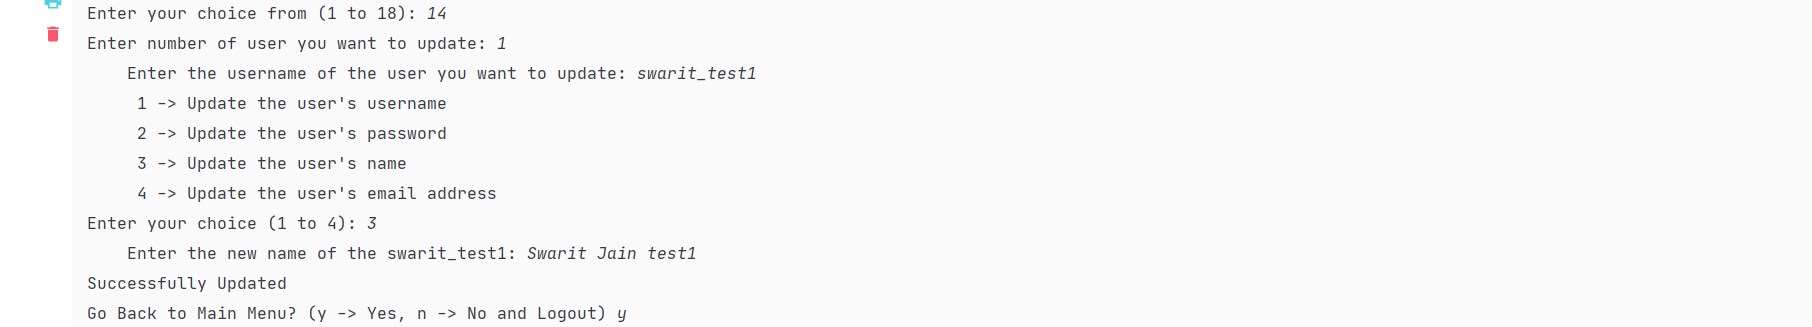 Enter your choice from (1 to 18): 14
Enter number of user you want to update: 1
Enter the username of the user you want to update: swarit_test1
1 -> Update the user's username
2 -> Update the user's password
3 -> Update the user's name
4 -> Update the user's email address
Enter your choice (1 to 4): 3
Enter the new name of the swarit_test1: Swarit Jain test1
Successfully Updated
Go Back to Main Menu? (y -> Yes, n -> No and Logout) y